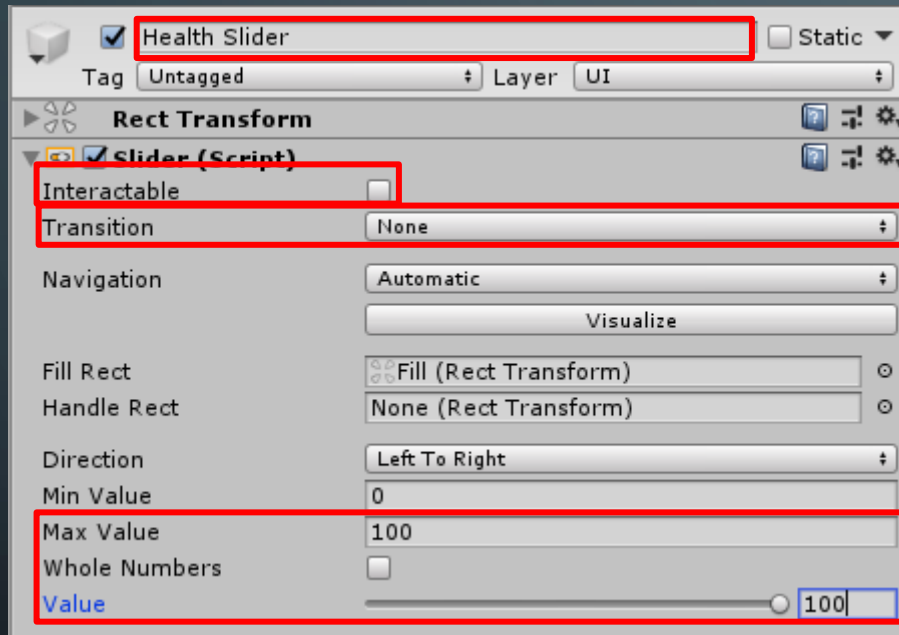 Health Slider Static
Tag Untagged Layer UI
Rect Transform
Slider (Script)
Interactable
Transition None
Navigation Automatic
Visualize
Fill Rect Fill (Rect Transform)
Handle Rect None (Rect Transform)
Direction Left To Right
Min Value 0
Max Value 100
Whole Numbers
Value 100